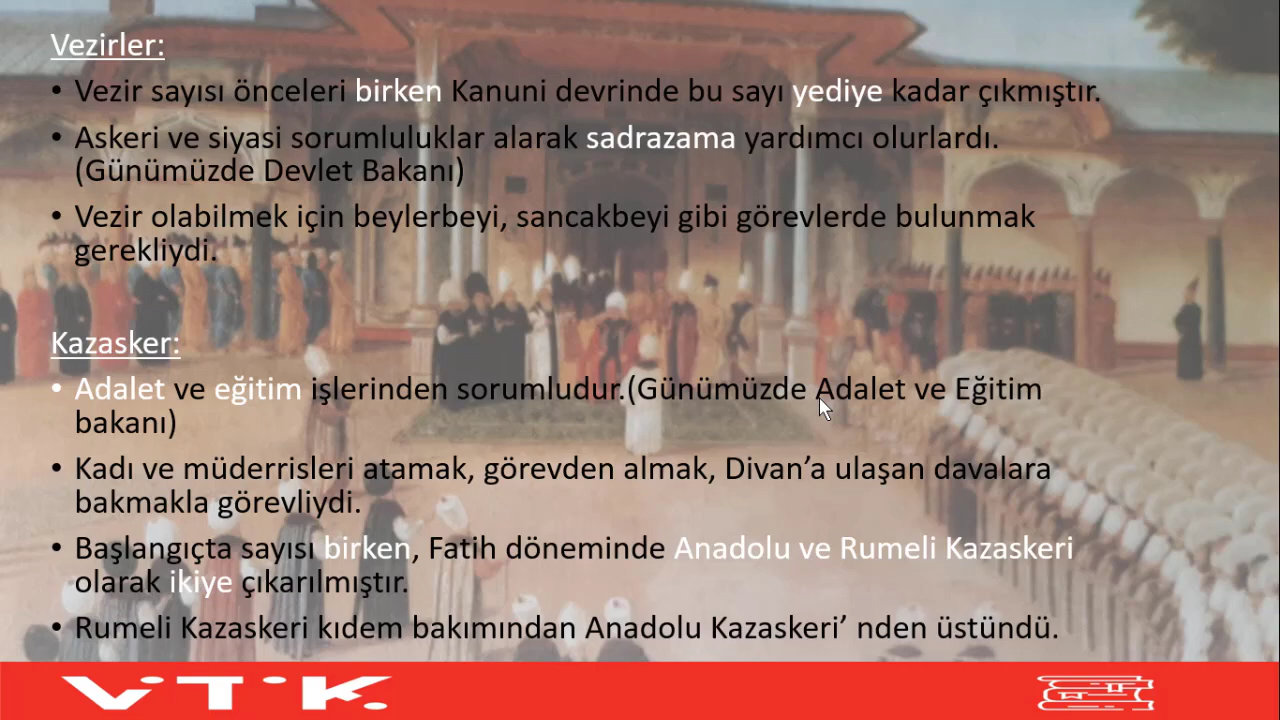 Vezirler:
• Vezir sayısı önceleri birken Kanuni devrinde bu sayı yediye kadar çıkmıştır.
• Askeri ve siyasi sorumluluklar alarak sadrazama yardımcı olurlardı.
(Günümüzde Devlet Bakanı)
• Vezir olabilmek için beylerbeyi, sancakbeyi gibi görevlerde bulunmak
gerekliydi.
Kazasker:
• Adalet ve eğitim işlerinden sorumludur.(Günümüzde Adalet ve Eğitim
bakanı)
• Kadı ve müderrisleri atamak, görevden almak, Divan’a ulaşan davalara
bakmakla görevliydi.
• Başlangıçta sayısı birken, Fatih döneminde Anadolu ve Rumeli Kazaskeri
olarak ikiye çıkarılmıştır.
• Rumeli Kazaskeri kıdem bakımından Anadolu Kazaskeri’ nden üstündü.
VTK.